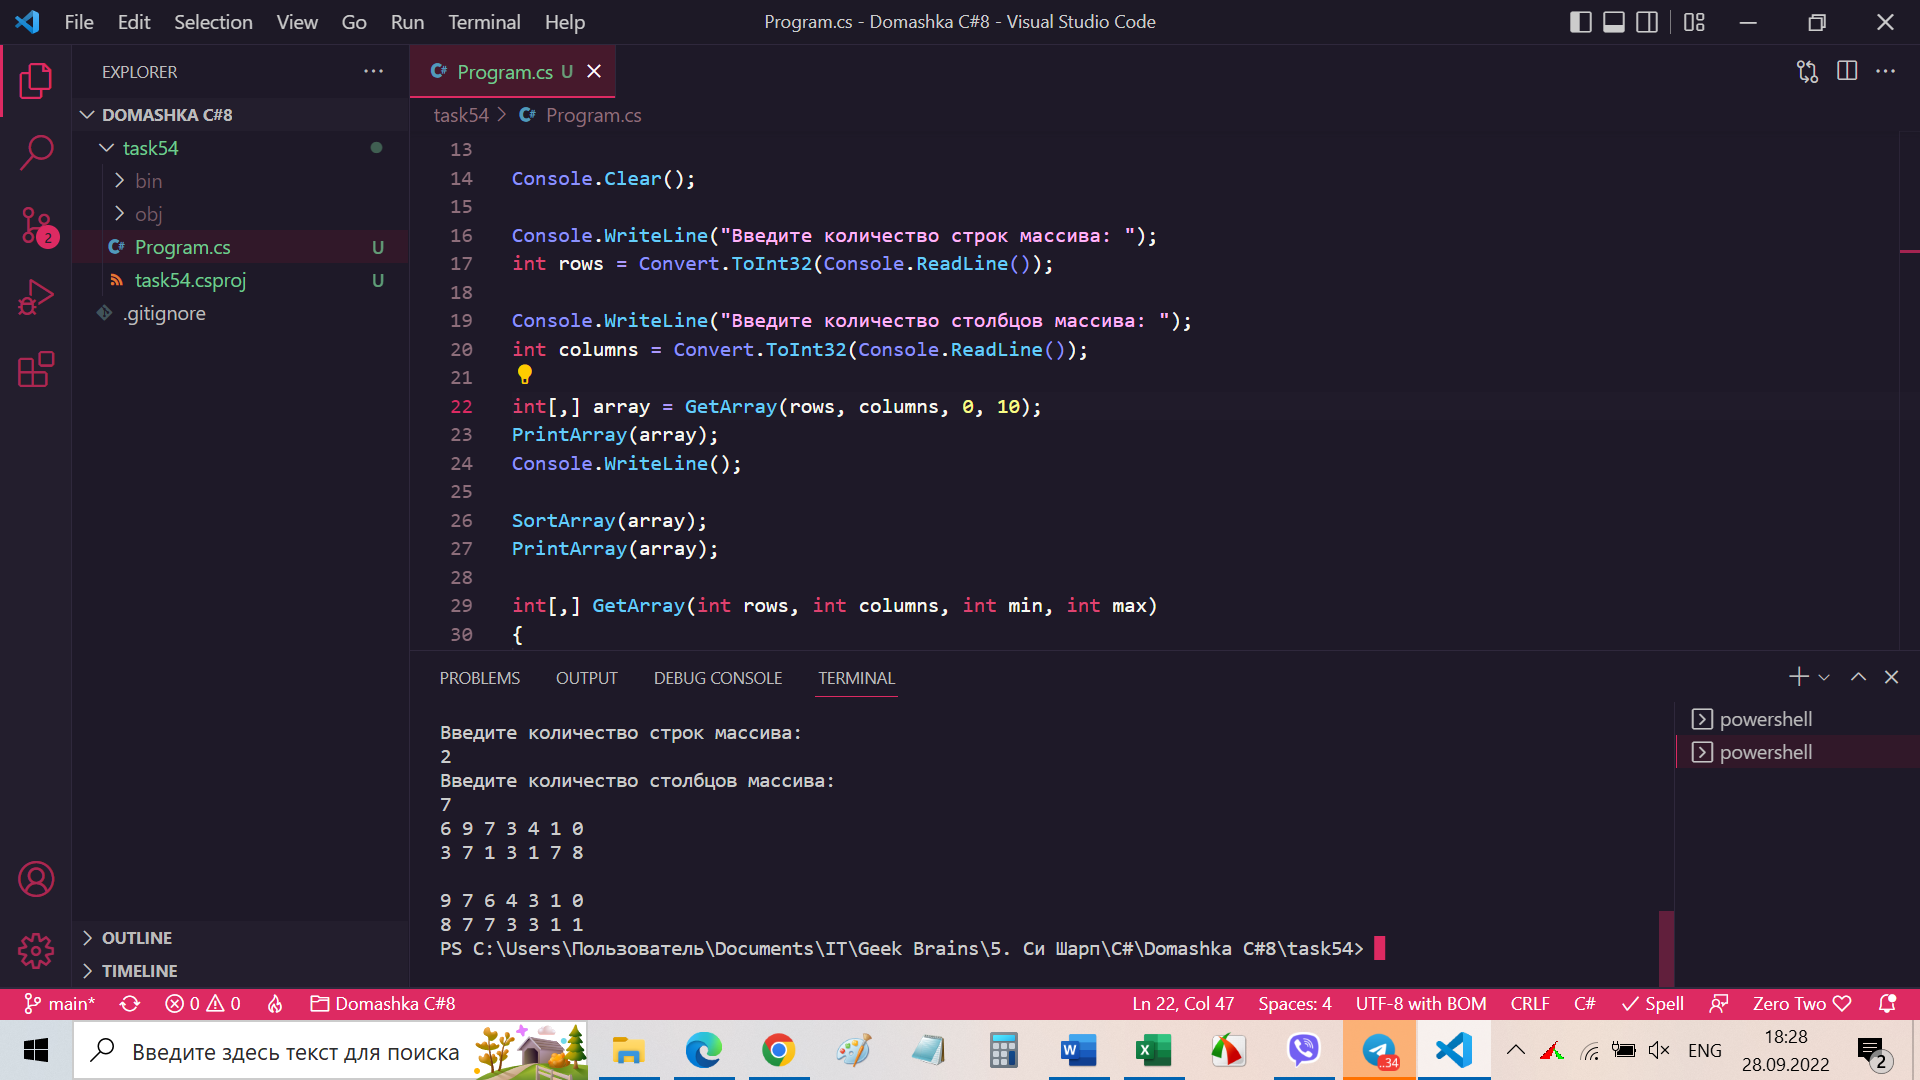 File Edit Selection View Go Run Terminal Help
Program.cs - Domashka C#8 - Visual Studio Code
EXPLORER
DOMASHKA C#8
task54
bin
obj
Program.cs U
task54.csproj U
.gitignore
OUTLINE
TIMELINE
2
Program.cs U
task54 > Program.cs
13
14 Console.Clear();
15
16 Console.WriteLine("Введите количество строк массива: ");
17 int rows = Convert.ToInt32(Console.ReadLine());
18
19 Console.WriteLine("Введите количество столбцов массива: ");
20 int columns = Convert.ToInt32(Console.ReadLine());
21
22 int[,] array = GetArray(rows, columns, 0, 10);
23 PrintArray(array);
24 Console.WriteLine();
25
26 SortArray(array);
27 PrintArray(array);
28
29 int[,] GetArray(int rows, int columns, int min, int max)
30 {
PROBLEMS OUTPUT DEBUG CONSOLE TERMINAL
Введите количество строк массива:
2
Введите количество столбцов массива:
7
6 9 7 3 4 1 0
3 7 1 3 1 7 8
9 7 6 4 3 1 0
8 7 7 3 3 1 1
PS C:\Users\Пользователь\Documents\IT\Geek Brains\5. Си Шарп\C#\Domashka C#8\task54>
powershell
powershell
main* 0 0 Domashka C#8
Ln 22, Col 47 Spaces: 4 UTF-8 with BOM CRLF C# Spell Zero Two
Введите здесь текст для поиска
..34
ENG
18:28
28.09.2022
2